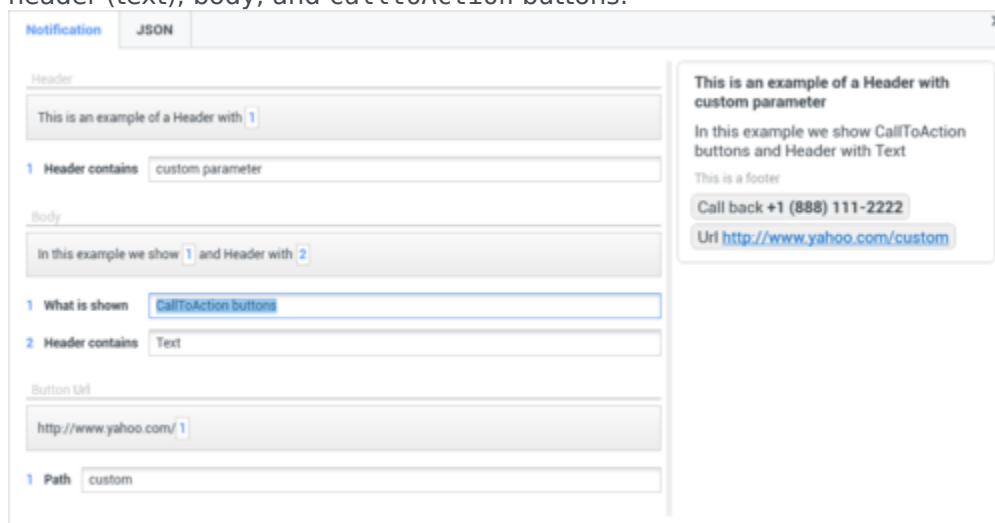 header (text), body, and callToAction buttons.
Notification JSON
Header
This is an example of a Header with 1
1 Header contains custom parameter
Body
In this example we show 1 and Header with 2
1 What is shown CallToAction buttons
2 Header contains Text
Button Url
http://www.yahoo.com/ 1
1 Path custom
This is an example of a Header with
custom parameter
In this example we show CallToAction
buttons and Header with Text
This is a footer
Call back +1 (888) 111-2222
Url http://www.yahoo.com/custom